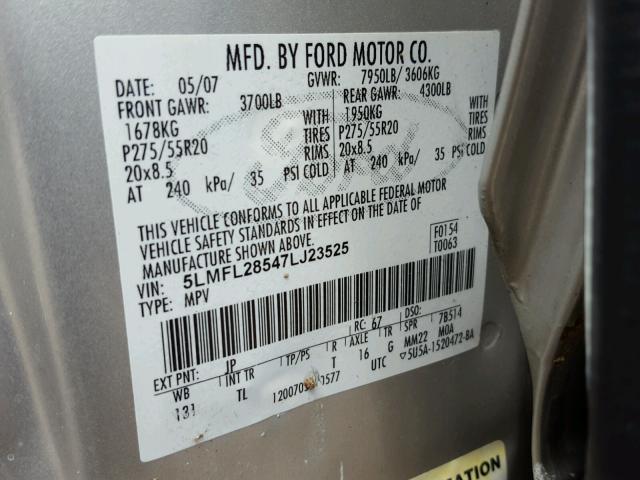 MFD. BY FORD MOTOR CO.
DATE: 05/07 GVWR: 7950LB/ 3606KG
FRONT GAWR: 3700LB REAR GAWR: 4300LB
1678KG WITH 1950KG WITH
P275/55R20 TIRES P275/55R20 TIRES
20x8.5 RIMS 20x8.5 RIMS
AT 240 kPa/ 35 PSI COLD AT 240 kPa/ 35 PSI COLD
THIS VEHICLE CONFORMS TO ALL APPLICABLE FEDERAL MOTOR
VEHICLE SAFETY STANDARDS IN EFFECT ON THE DATE OF
MANUFACTURE SHOWN ABOVE.
F0154
T0063
VIN: 5LMFL28547LJ23525
TYPE: MPV
EXT PNT: JP RC: 67 DSO:
WB INT TR TP/PS R AXLE TR SPR 7B514
131 TL T 16 G MM22 M0A
UTC 5U5A-1520472-BA
Ford